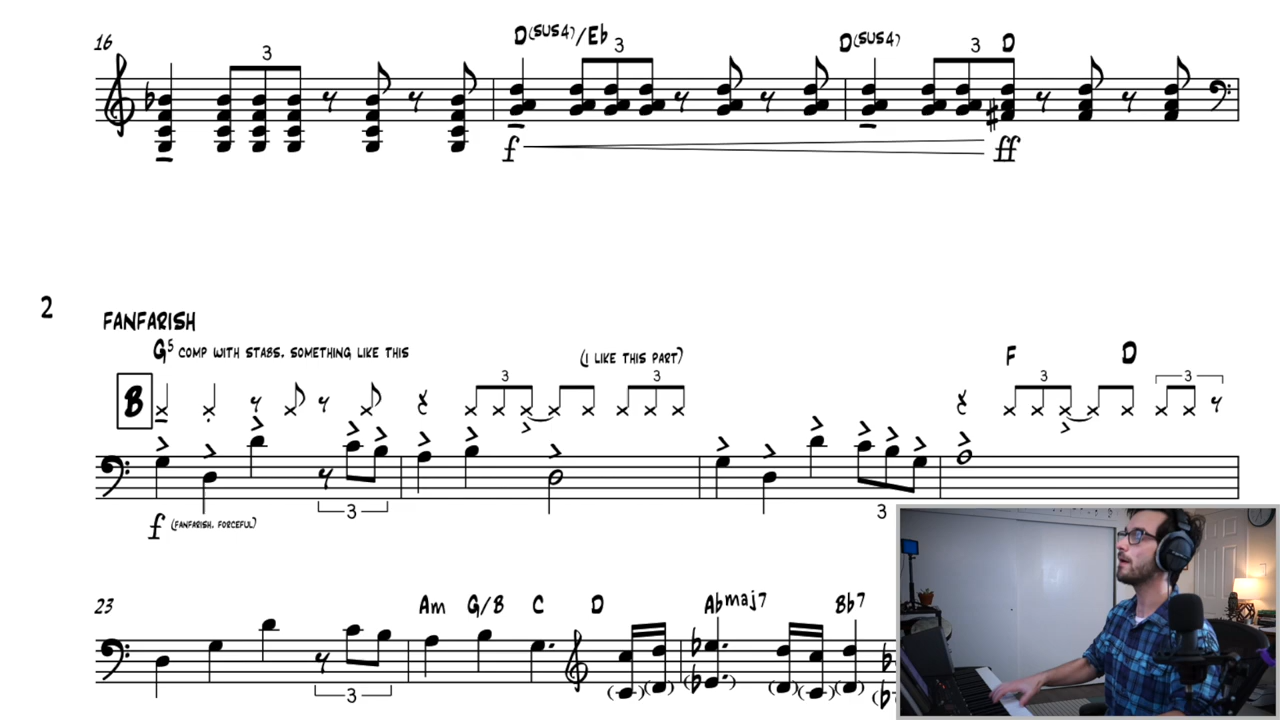 16
3
D(SUS4)/Eb 3 D(SUS4) 3 D
f ff
2
FANFARISH
G5 COMP WITH STABS. SOMETHING LIKE THIS (I LIKE THIS PART) F D
B 3 3 3 3
f (FANFARISH, FORCEFUL) 3 3
23 Am G/B C D Abmaj7 Bb7
3